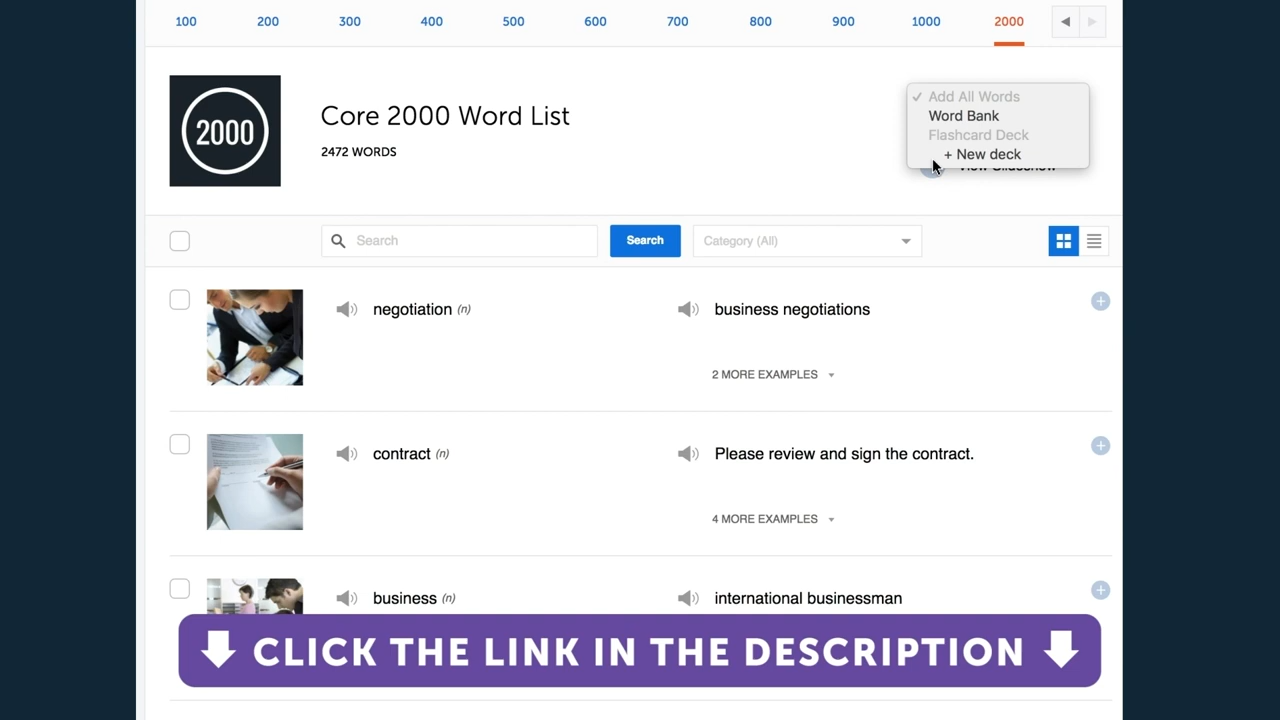 100 200 300 400 500 600 700 800 900 1000 2000
2000
Core 2000 Word List
2472 WORDS
Add All Words
Word Bank
Flashcard Deck
+ New deck
View Slideshow
Search
Search
Category (All)
negotiation (n)
business negotiations
2 MORE EXAMPLES
contract (n)
Please review and sign the contract.
4 MORE EXAMPLES
business (n)
international businessman
CLICK THE LINK IN THE DESCRIPTION